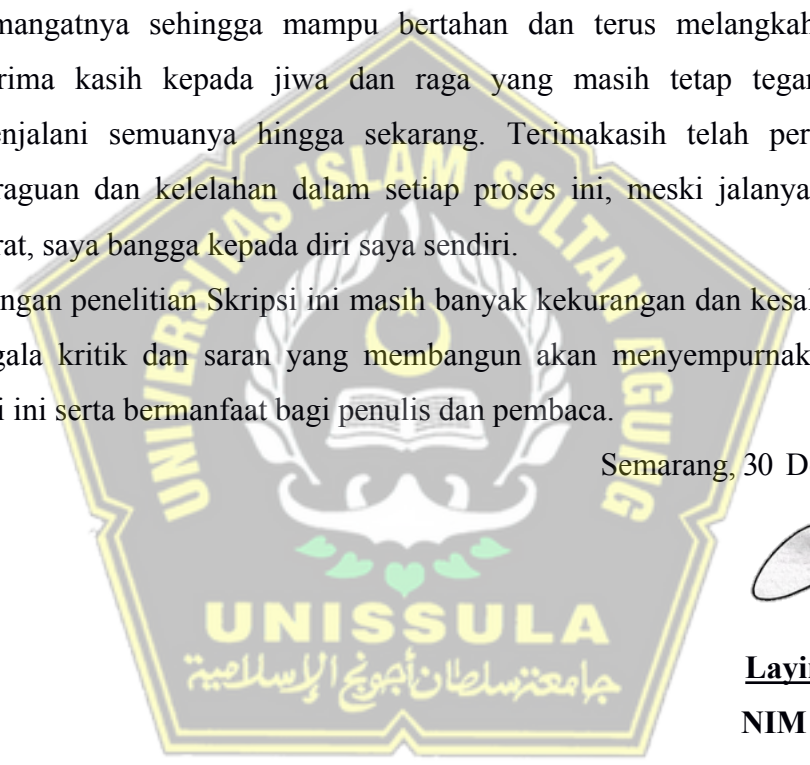 mangatnya sehingga mampu bertahan dan terus melangkah
rima kasih kepada jiwa dan raga yang masih tetap tegar
enjalani semuanya hingga sekarang. Terimakasih telah per
raguan dan kelelahan dalam setiap proses ini, meski jalanya
rat, saya bangga kepada diri saya sendiri.
ngan penelitian Skripsi ini masih banyak kekurangan dan kesal
gala kritik dan saran yang membangun akan menyempurnak
i ini serta bermanfaat bagi penulis dan pembaca.
Semarang, 30 D
Layi
NIM
UNIVERSITAS ISLAM SULTAN AGUNG
UNISSULA
جامعة سلطان أجونج الإسلامية